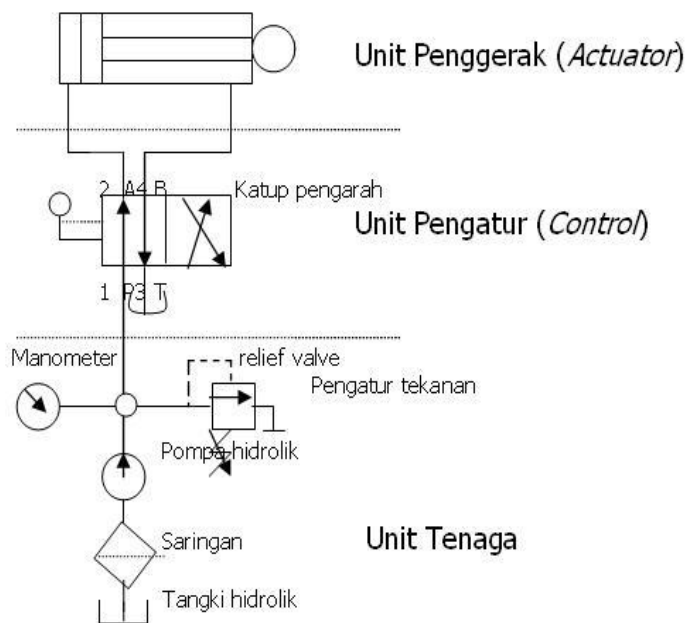 Unit Penggerak (Actuator)
2 A4 B
Katup pengarah
Unit Pengatur (Control)
1 P3 T
Manometer
relief valve
Pengatur tekanan
Pompa hidrolik
Saringan
Unit Tenaga
Tangki hidrolik